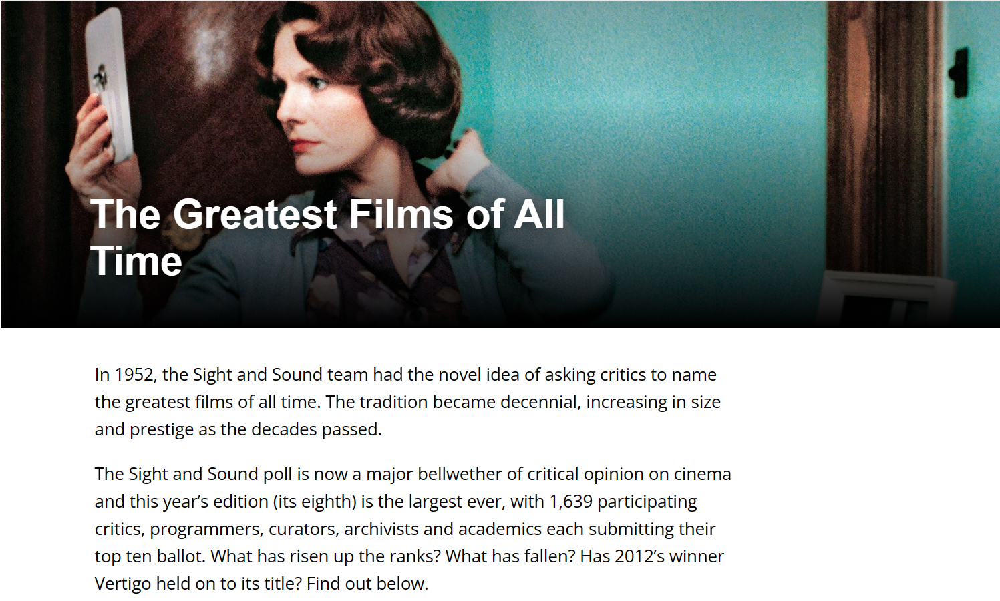 The Greatest Films of All
Time
In 1952, the Sight and Sound team had the novel idea of asking critics to name
the greatest films of all time. The tradition became decennial, increasing in size
and prestige as the decades passed.
The Sight and Sound poll is now a major bellwether of critical opinion on cinema
and this year’s edition (its eighth) is the largest ever, with 1,639 participating
critics, programmers, curators, archivists and academics each submitting their
top ten ballot. What has risen up the ranks? What has fallen? Has 2012’s winner
Vertigo held on to its title? Find out below.